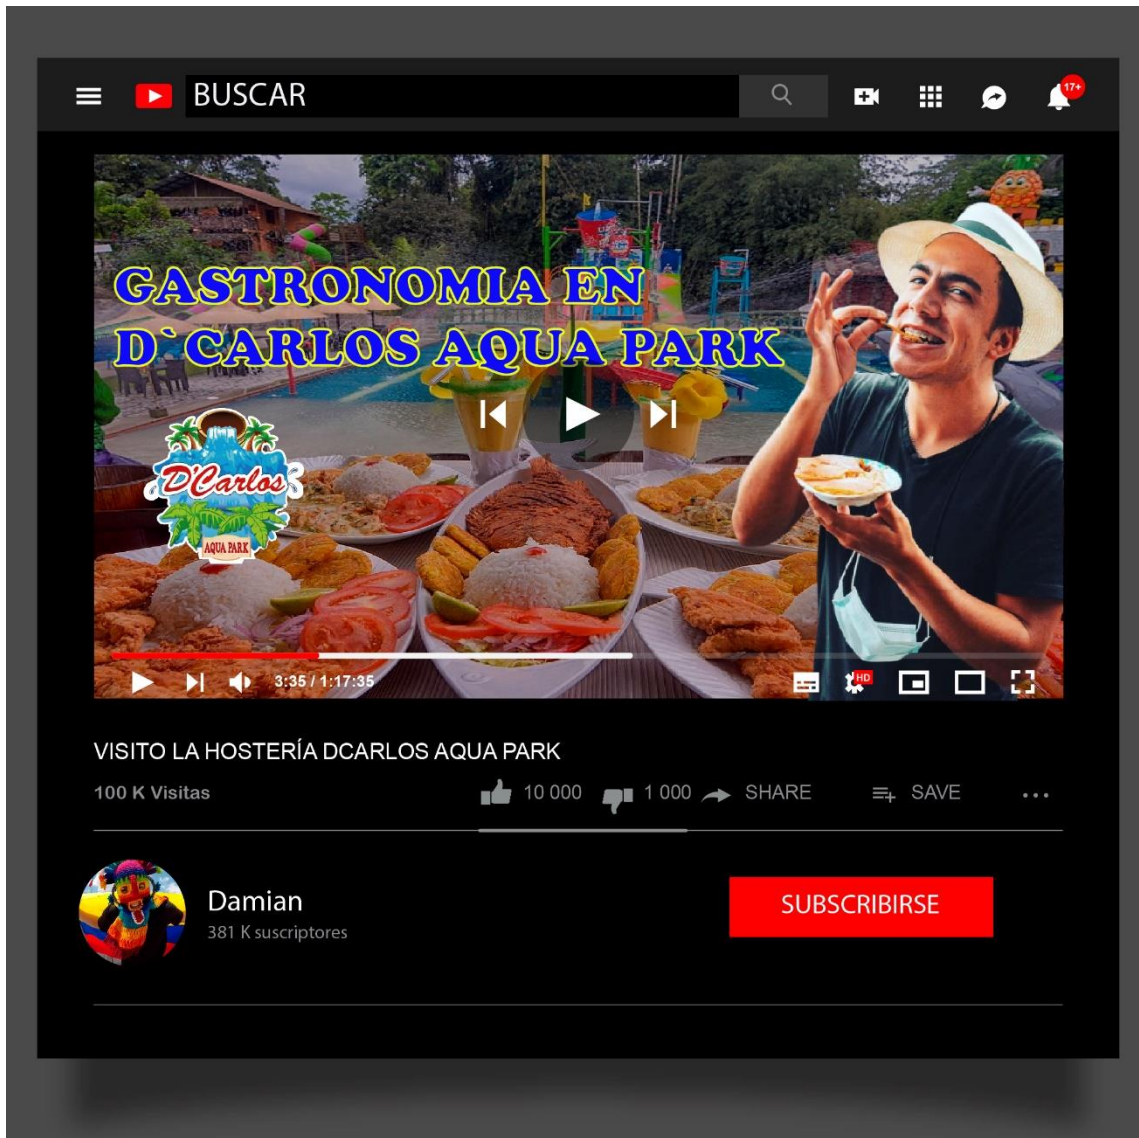 BUSCAR
17+
GASTRONOMIA EN
D`CARLOS AQUA PARK
D'Carlos
AQUA PARK
3:35 / 1:17:35
HD
VISITO LA HOSTERÍA DCARLOS AQUA PARK
100 K Visitas
10 000
1 000
SHARE
SAVE
Damian
381 K suscriptores
SUBSCRIBIRSE